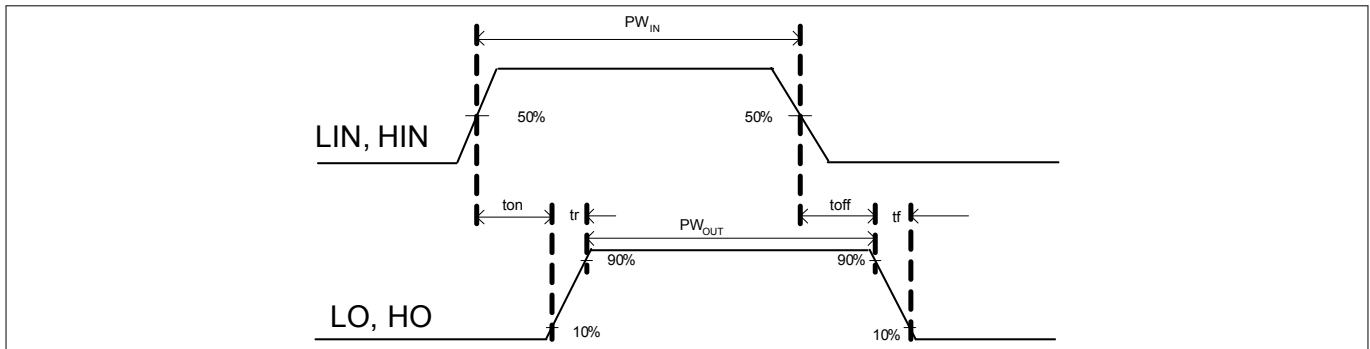 PW_IN
50% 50%
LIN, HIN
ton tr toff tf
PW_OUT
90% 90%
LO, HO
10% 10%